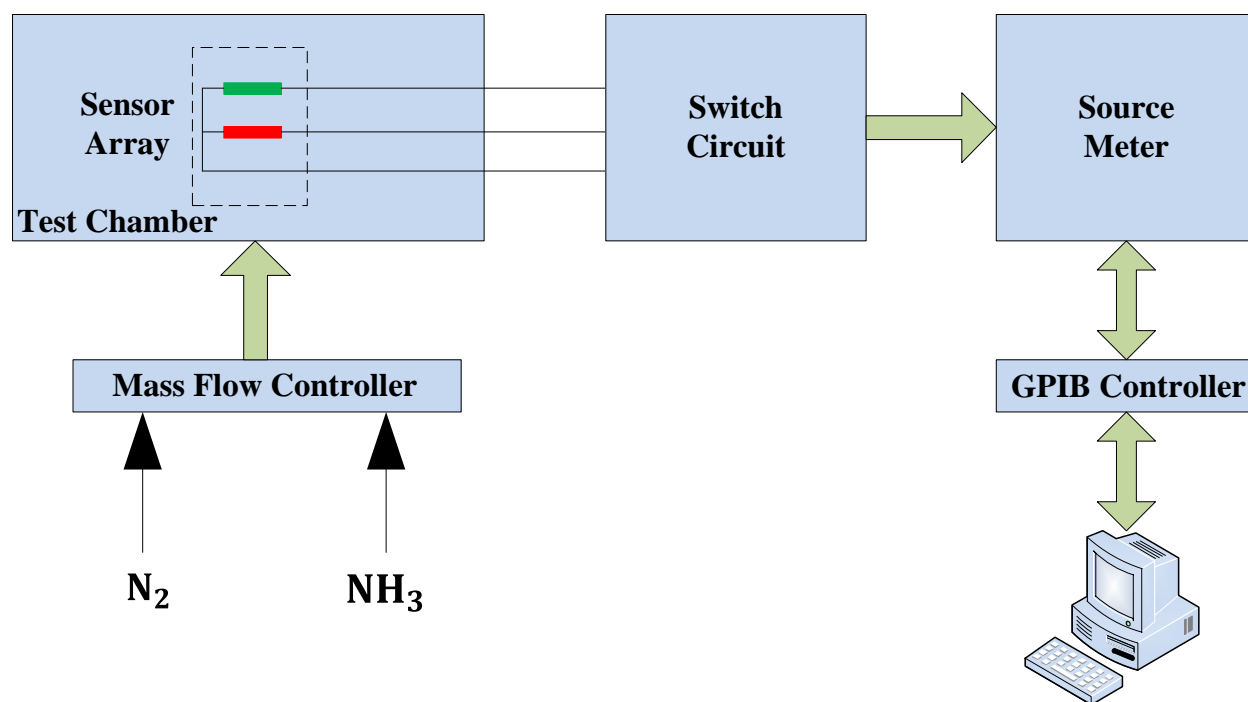 Sensor
Array
Test Chamber
Switch
Circuit
Source
Meter
Mass Flow Controller
GPIB Controller
N₂
NH₃